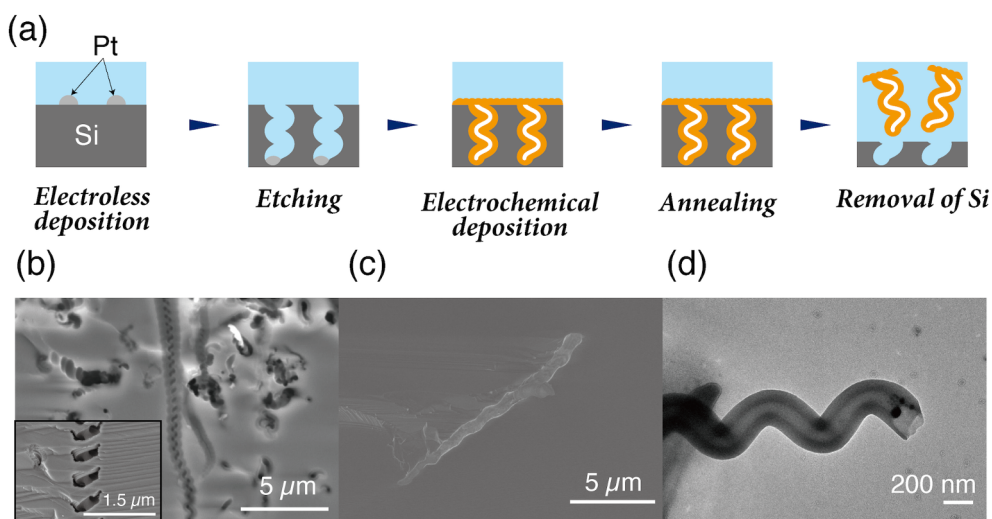 (a)
Pt
Si
Electroless
deposition
Etching
Electrochemical
deposition
Annealing
Removal of Si
(b)
(c)
(d)
1.5 μm
5 μm
5 μm
200 nm